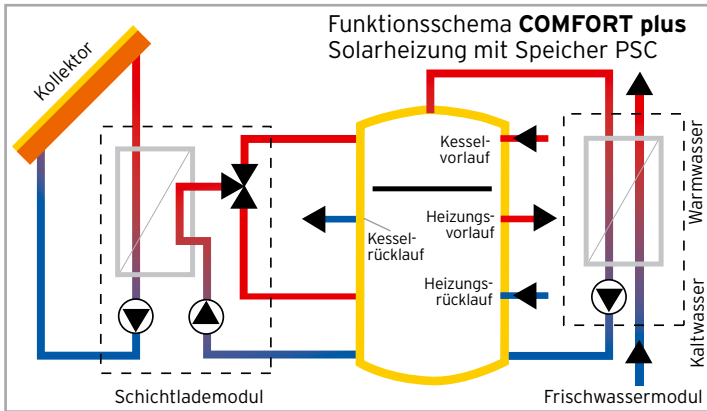 Funktionsschema COMFORT plus
Solarheizung mit Speicher PSC
Kollektor
Kessel-
vorlauf
Heizungs-
vorlauf
Kessel-
rücklauf
Heizungs-
rücklauf
Warmwasser
Kaltwasser
Schichtlademodul
Frischwassermodul